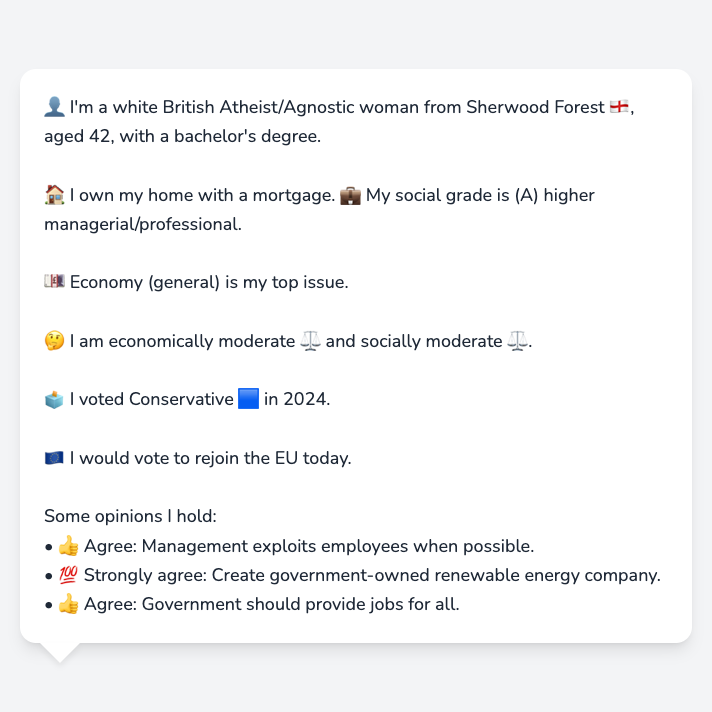 👤 I'm a white British Atheist/Agnostic woman from Sherwood Forest 🏴󠁧󠁢󠁥󠁮󠁧󠁿,
aged 42, with a bachelor's degree.
🏠 I own my home with a mortgage. 💼 My social grade is (A) higher
managerial/professional.
💷 Economy (general) is my top issue.
🤔 I am economically moderate ⚖️ and socially moderate ⚖️.
🗳️ I voted Conservative 🟦 in 2024.
🇪🇺 I would vote to rejoin the EU today.
Some opinions I hold:
• 👍 Agree: Management exploits employees when possible.
• 💯 Strongly agree: Create government-owned renewable energy company.
• 👍 Agree: Government should provide jobs for all.